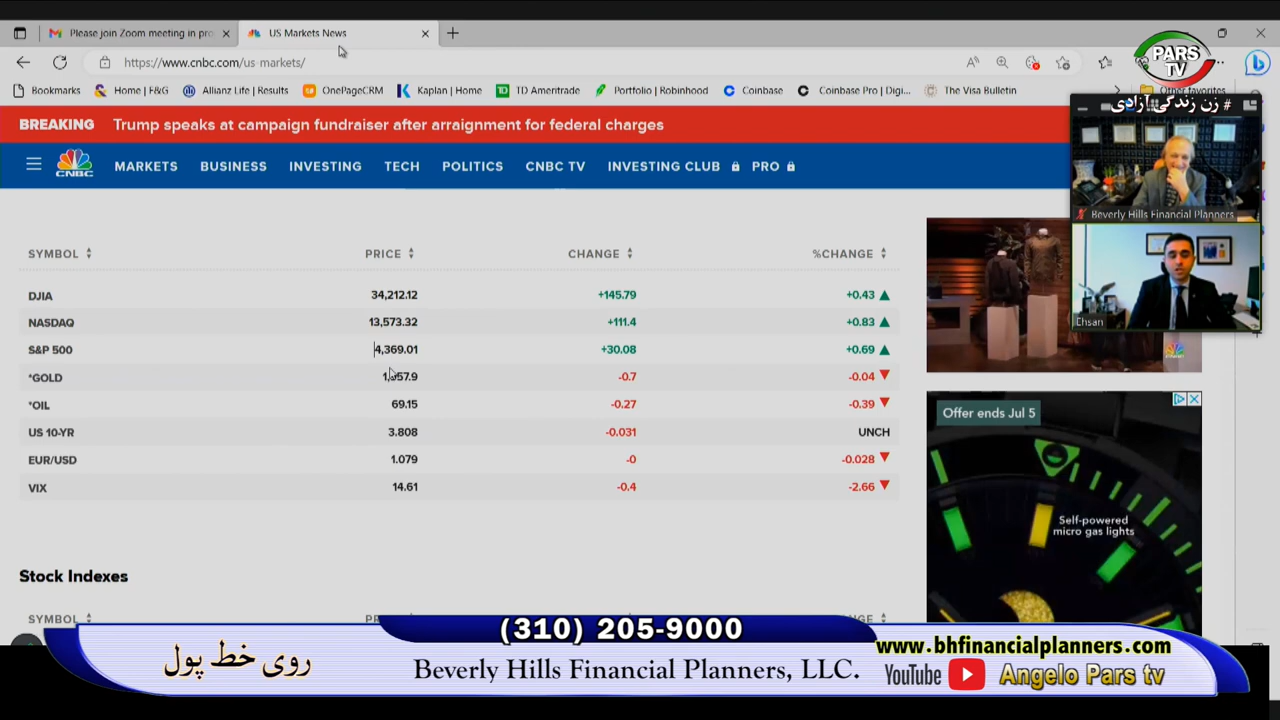 Please join Zoom meeting in pro
US Markets News
https://www.cnbc.com/us-markets/
Bookmarks Home | F&G Allianz Life | Results OnePageCRM Kaplan | Home TD Ameritrade Portfolio | Robinhood Coinbase Coinbase Pro | Digi... The Visa Bulletin Other favorites
PARS
TV
# زن زندگی آزادی
BREAKING Trump speaks at campaign fundraiser after arraignment for federal charges
CNBC MARKETS BUSINESS INVESTING TECH POLITICS CNBC TV INVESTING CLUB PRO
Beverly Hills Financial Planners
Ehsan
SYMBOL PRICE CHANGE %CHANGE
DJIA 34,212.12 +145.79 +0.43
NASDAQ 13,573.32 +111.4 +0.83
S&P 500 4,369.01 +30.08 +0.69
*GOLD 1,957.9 -0.7 -0.04
*OIL 69.15 -0.27 -0.39
US 10-YR 3.808 -0.031 UNCH
EUR/USD 1.079 -0 -0.028
VIX 14.61 -0.4 -2.66
Offer ends Jul 5
Self-powered
micro gas lights
Stock Indexes
SYMBOL
(310) 205-9000
روی خط پول
Beverly Hills Financial Planners, LLC.
www.bhfinancialplanners.com
YouTube Angelo Pars tv